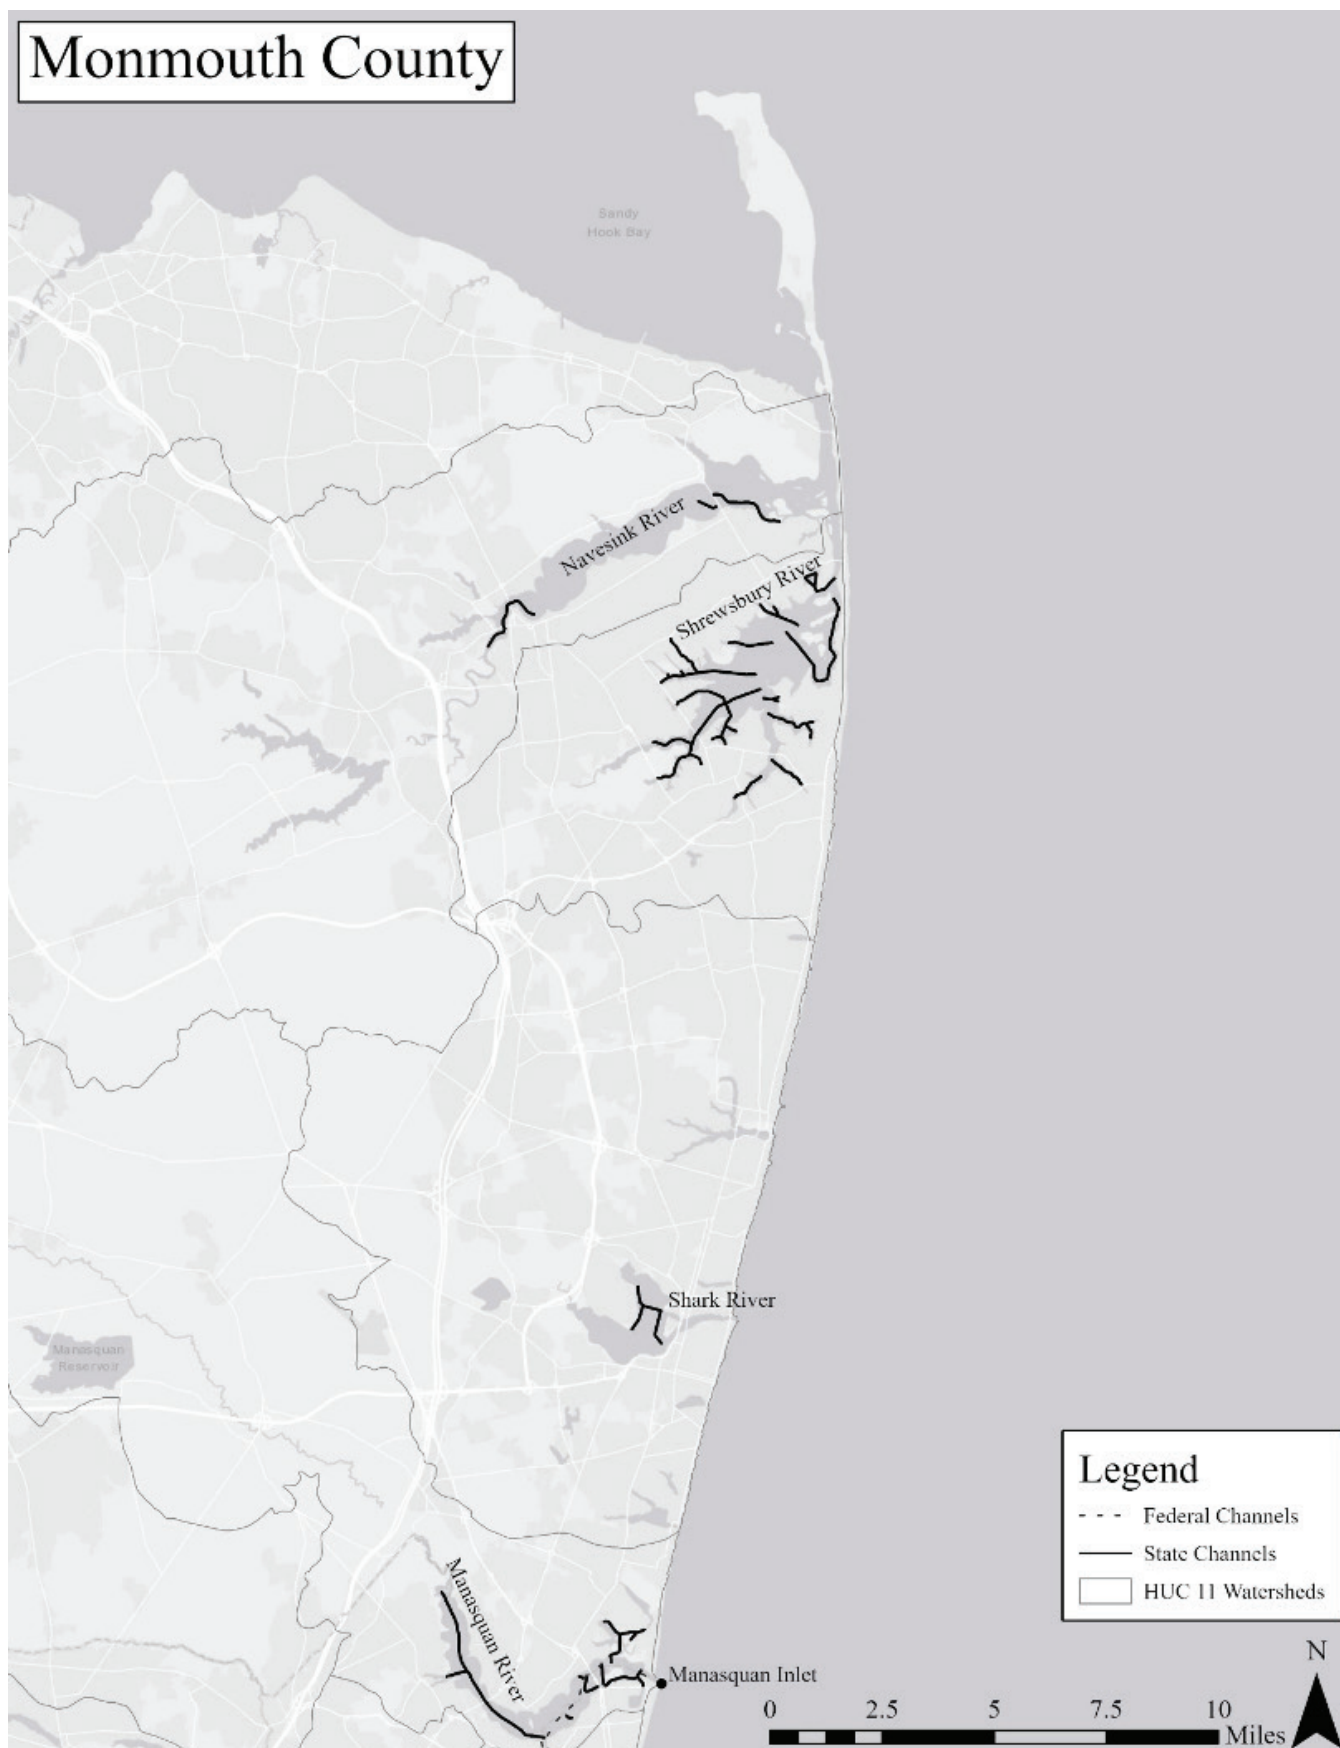 Monmouth County
Sandy
Hook Bay
Navesink River
Shrewsbury River
Shark River
Manasquan
Reservoir
Manasquan River
Manasquan Inlet
Legend
Federal Channels
State Channels
HUC 11 Watersheds
N
0 2.5 5 7.5 10
Miles